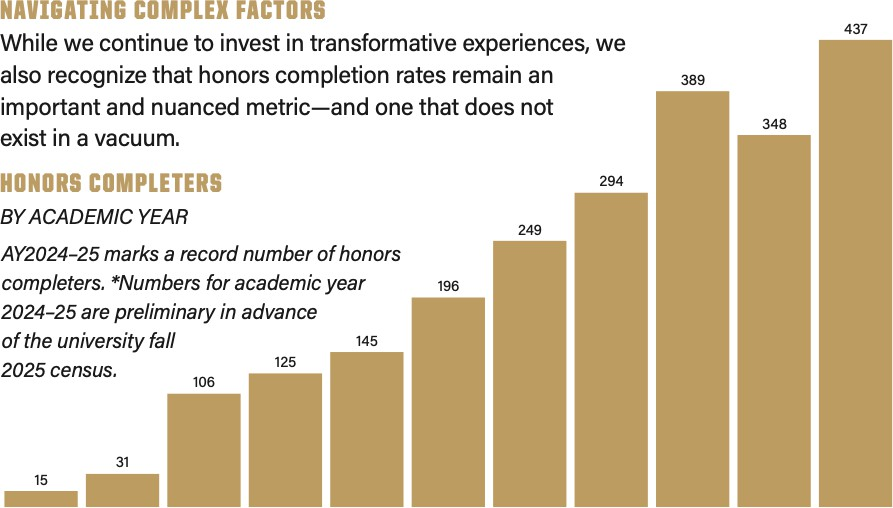 NAVIGATING COMPLEX FACTORS
While we continue to invest in transformative experiences, we
also recognize that honors completion rates remain an
important and nuanced metric—and one that does not
exist in a vacuum.
HONORS COMPLETERS
BY ACADEMIC YEAR
AY2024–25 marks a record number of honors
completers. *Numbers for academic year
2024–25 are preliminary in advance
of the university fall
2025 census.
15
31
106
125
145
196
249
294
389
348
437